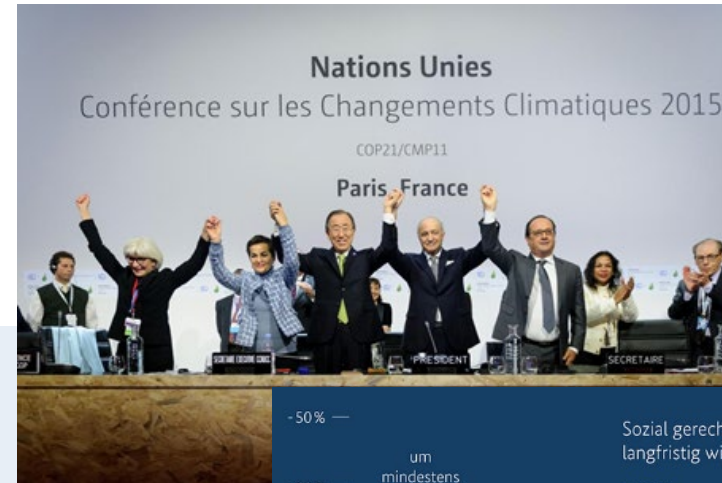 Nations Unies
Conférence sur les Changements Climatiques 2015
COP21/CMP11
Paris, France
PRESIDENT
SECRETAIRE
-50%
um
mindestens
Sozial gerech
langfristig wi